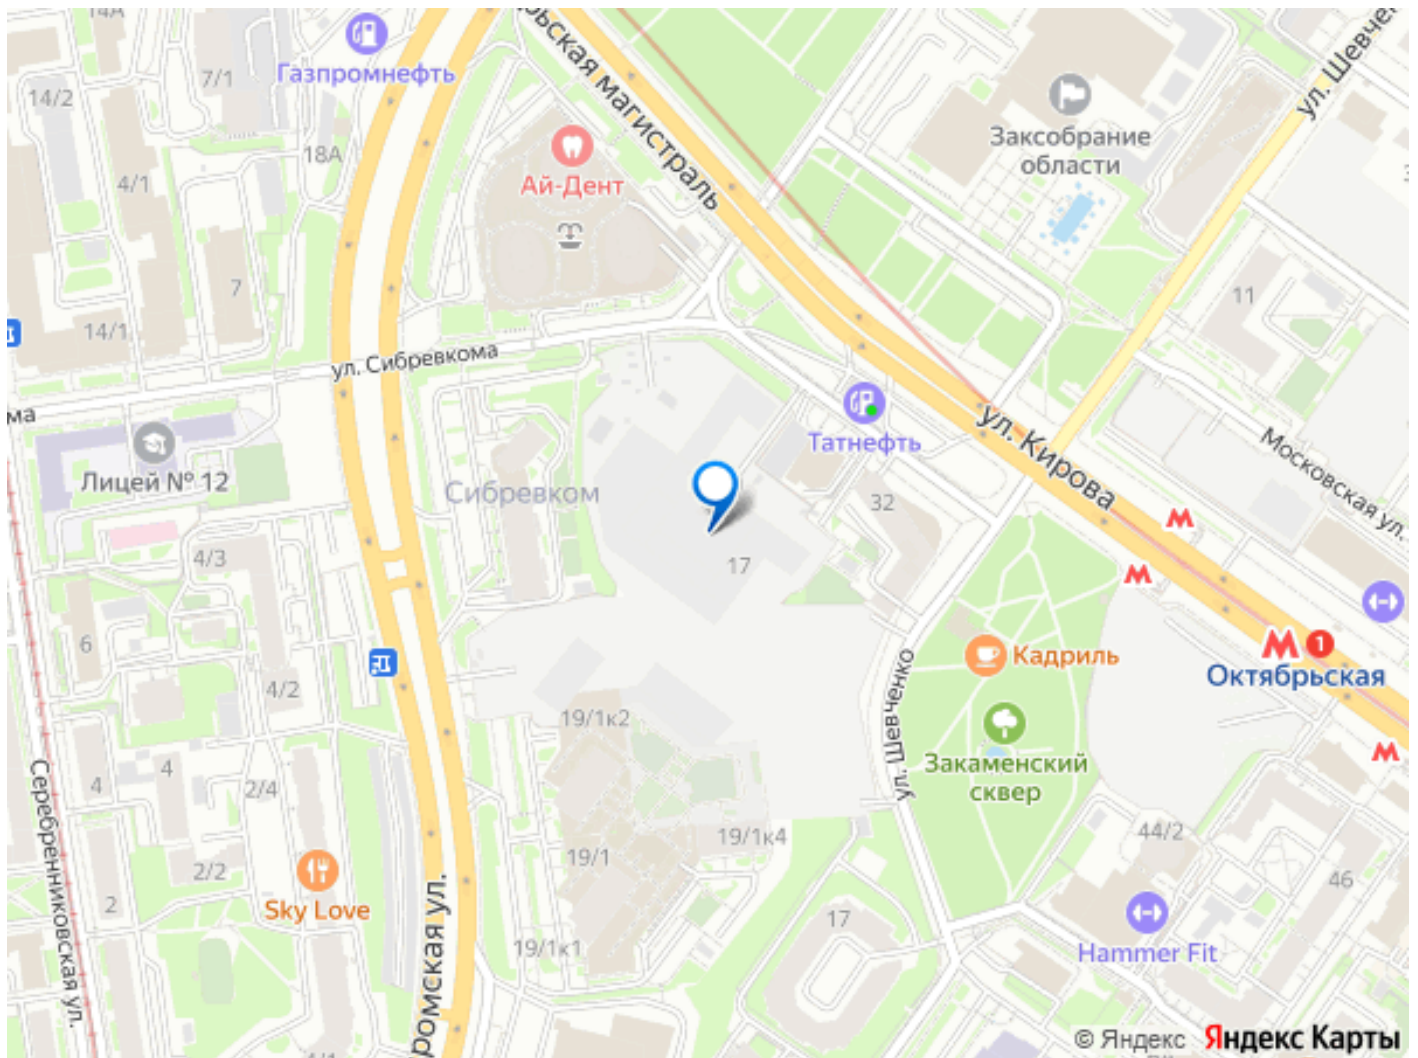 14А
Газпромнефть
7/1
14/2
18А
4/1
Ай-Дент
ул. Шевче
Заксобрание
области
7
14/1
11
ул. Сибревкома
ма
Татнефть
ул. Кирова
Московская ул.
Лицей № 12
Сибревком
32
4/3
17
6
Кадриль
1
Октябрьская
4/2
19/1к2
ул. Шевченко
Закаменский
сквер
4
4
2/4
Серебренниковская ул.
19/1
19/1к4
44/2
46
2/2
2
Sky Love
17
19/1к1
Hammer Fit
ромская ул.
© Яндекс Яндекс Карты